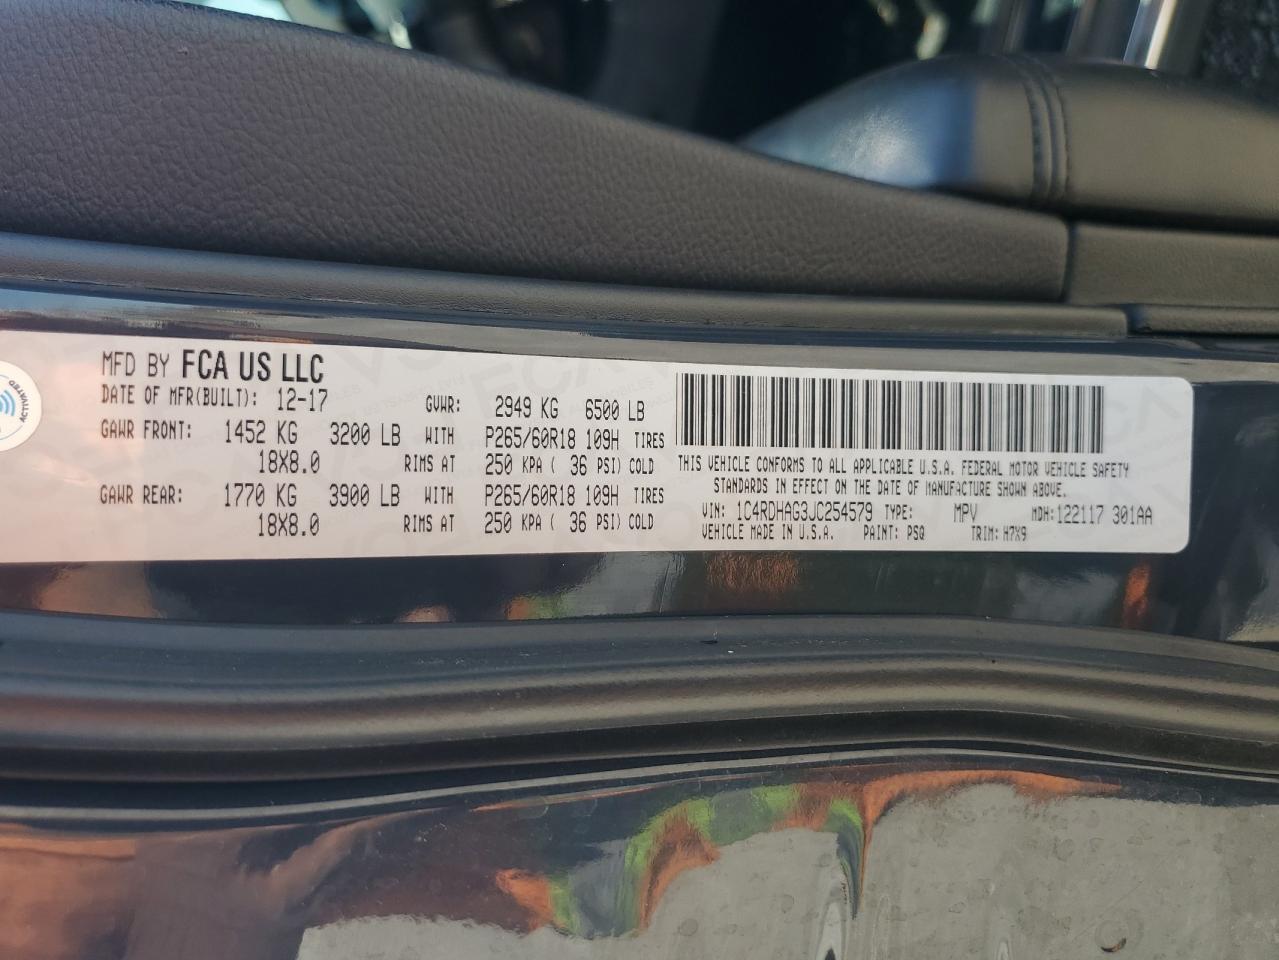 MFD BY FCA US LLC
DATE OF MFR(BUILT): 12-17 GVWR: 2949 KG 6500 LB
GAWR FRONT: 1452 KG 3200 LB WITH P265/60R18 109H TIRES
18X8.0 RIMS AT 250 KPA ( 36 PSI) COLD
GAWR REAR: 1770 KG 3900 LB WITH P265/60R18 109H TIRES
18X8.0 RIMS AT 250 KPA ( 36 PSI) COLD
THIS VEHICLE CONFORMS TO ALL APPLICABLE U.S.A. FEDERAL MOTOR VEHICLE SAFETY
STANDARDS IN EFFECT ON THE DATE OF MANUFACTURE SHOWN ABOVE.
VIN: 1C4RDHAG3JC254579 TYPE: MPV MDH: 122117 301AA
VEHICLE MADE IN U.S.A. PAINT: PSQ TRIM: H7X9
ACTIVATED